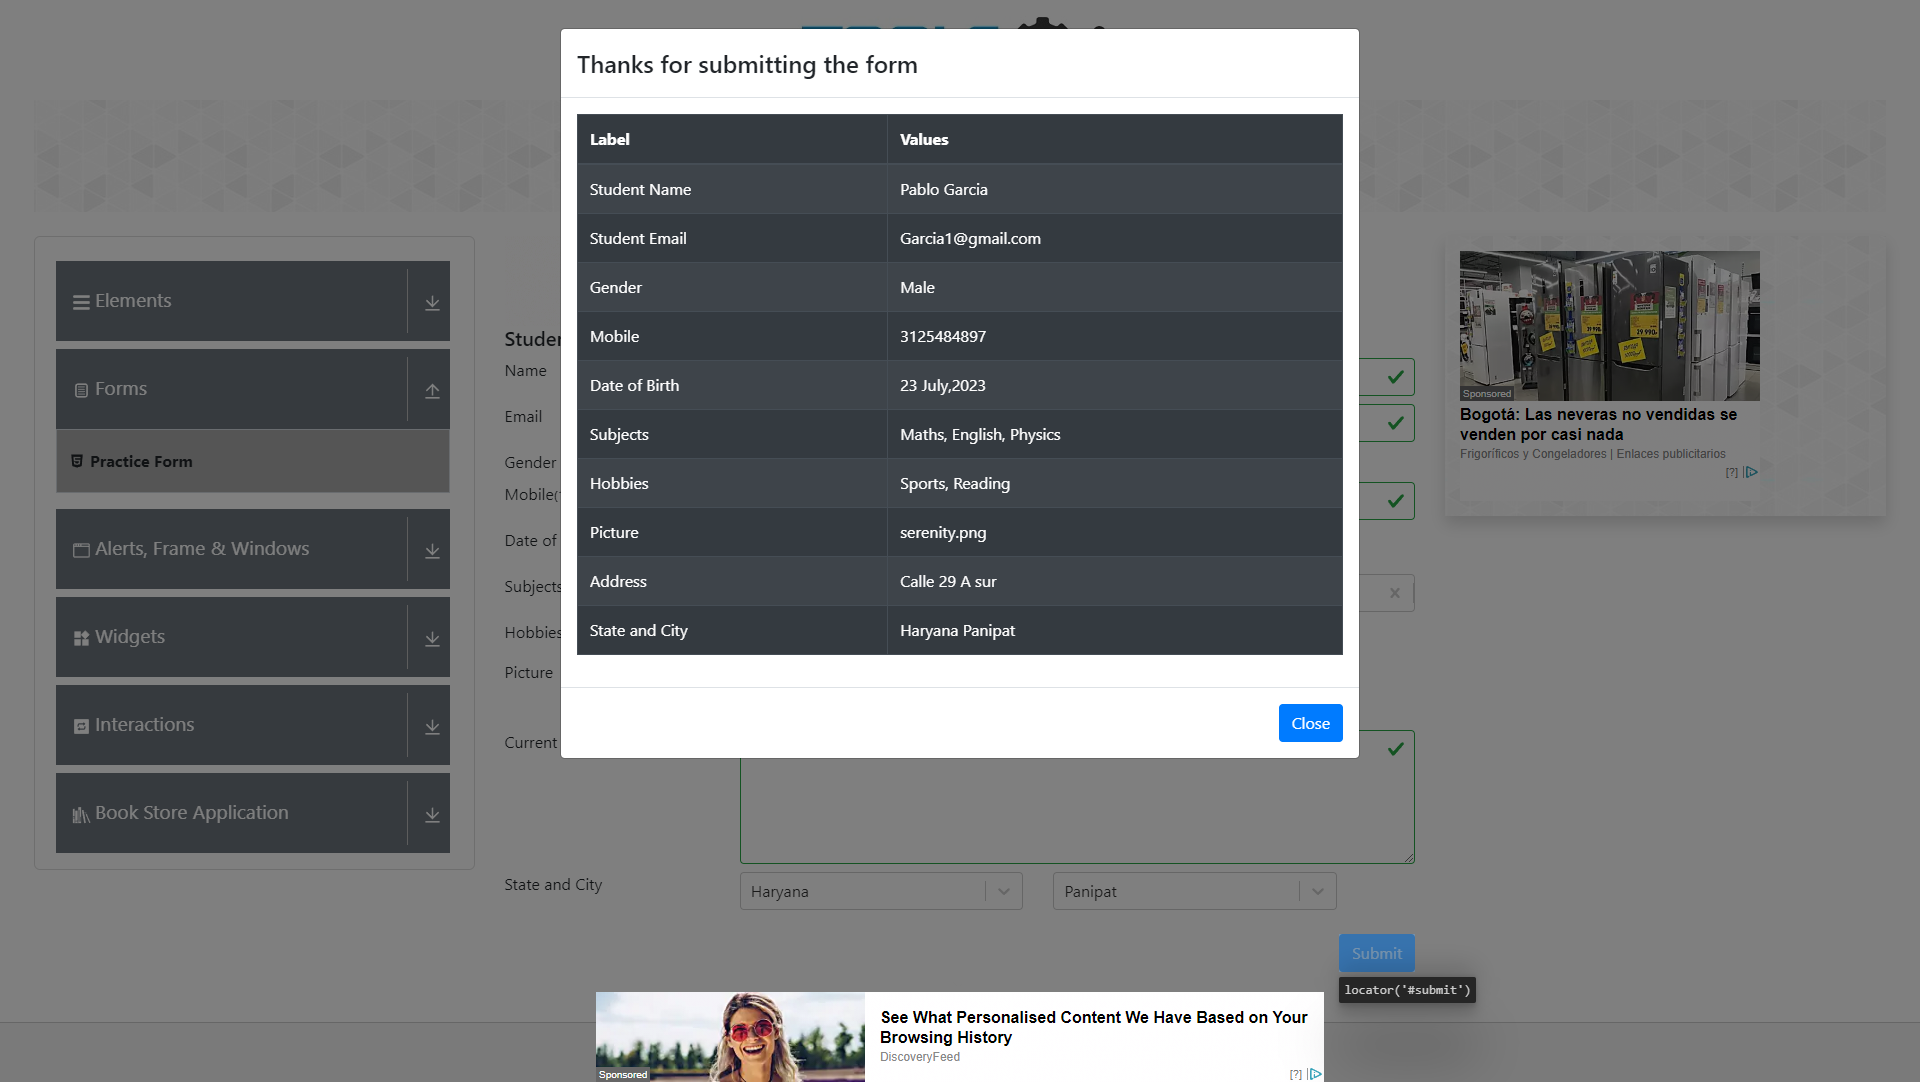 Thanks for submitting the form
Label Values
Student Name Pablo Garcia
Student Email Garcia1@gmail.com
Gender Male
Mobile 3125484897
Date of Birth 23 July,2023
Subjects Maths, English, Physics
Hobbies Sports, Reading
Picture serenity.png
Address Calle 29 A sur
State and City Haryana Panipat
Close
Elements
Forms
Practice Form
Alerts, Frame & Windows
Widgets
Interactions
Book Store Application
Name
Email
Gender
Mobile
Date of
Subjects
Hobbies
Picture
Current
State and City
Haryana
Panipat
Submit
locator('#submit')
Sponsored
Bogotá: Las neveras no vendidas se
venden por casi nada
Frigoríficos y Congeladores | Enlaces publicitarios
[?]
See What Personalised Content We Have Based on Your
Browsing History
DiscoveryFeed
Sponsored
[?]